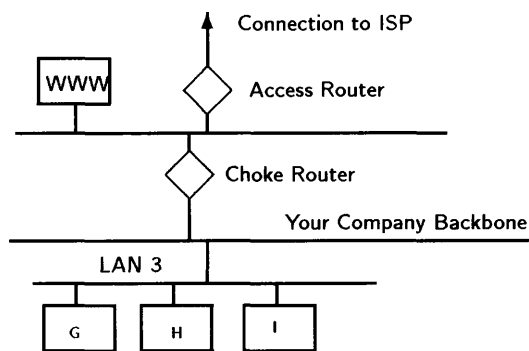 Connection to ISP
WWW
Access Router
Choke Router
Your Company Backbone
LAN 3
G
H
I